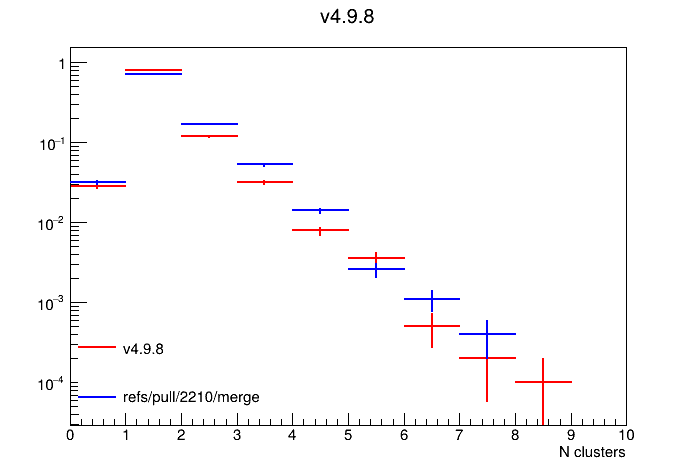 v4.9.8
1
10⁻¹
10⁻²
10⁻³
10⁻⁴
v4.9.8
refs/pull/2210/merge
0 1 2 3 4 5 6 7 8 9 10
N clusters